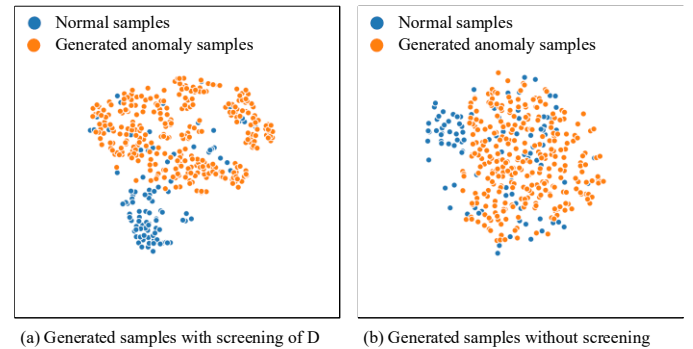 Normal samples
Generated anomaly samples
Normal samples
Generated anomaly samples
(a) Generated samples with screening of D
(b) Generated samples without screening